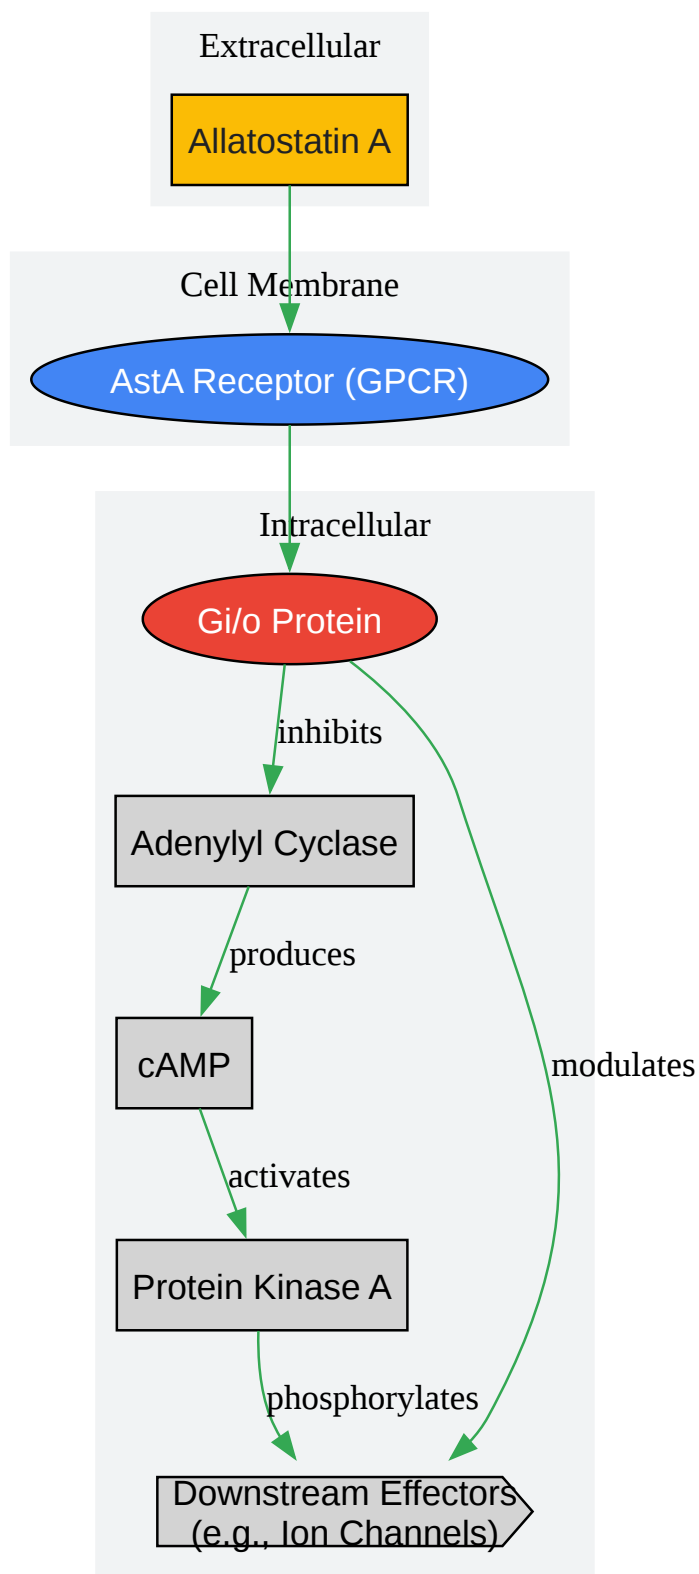 Extracellular
Allatostatin A
Cell Membrane
AstA Receptor (GPCR)
Intracellular
Gi/o Protein
inhibits
Adenylyl Cyclase
produces
cAMP
modulates
activates
Protein Kinase A
phosphorylates
Downstream Effectors
(e.g., Ion Channels)